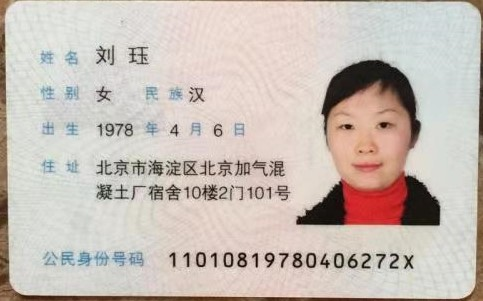 姓名 刘珏
性别 女 民族 汉
出生 1978 年 4 月 6 日
住址 北京市海淀区北京加气混
凝土厂宿舍10楼2门101号
公民身份号码 11010819780406272X